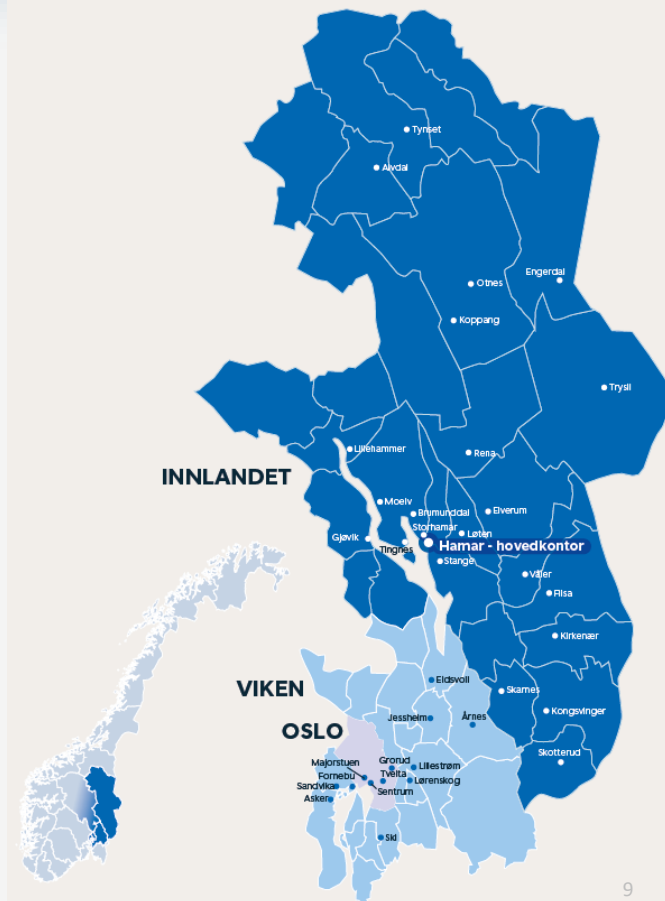 Tynset
Alvdal
Engerdal
Otnes
Koppang
Trysil
Lillehammer
Rena
INNLANDET
Moelv
Brumunddal
Elverum
Storhamar
Løten
Gjøvik
Tingnes
Hamar - hovedkontor
Stange
Våler
Flisa
Kirkenær
Eidsvoll
VIKEN
Skarnes
Kongsvinger
Jessheim
Årnes
OSLO
Skotterud
Majorstuen
Grorud
Lillestrøm
Fornebu
Tveita
Lørenskog
Sandvika
Sentrum
Asker
Ski
9